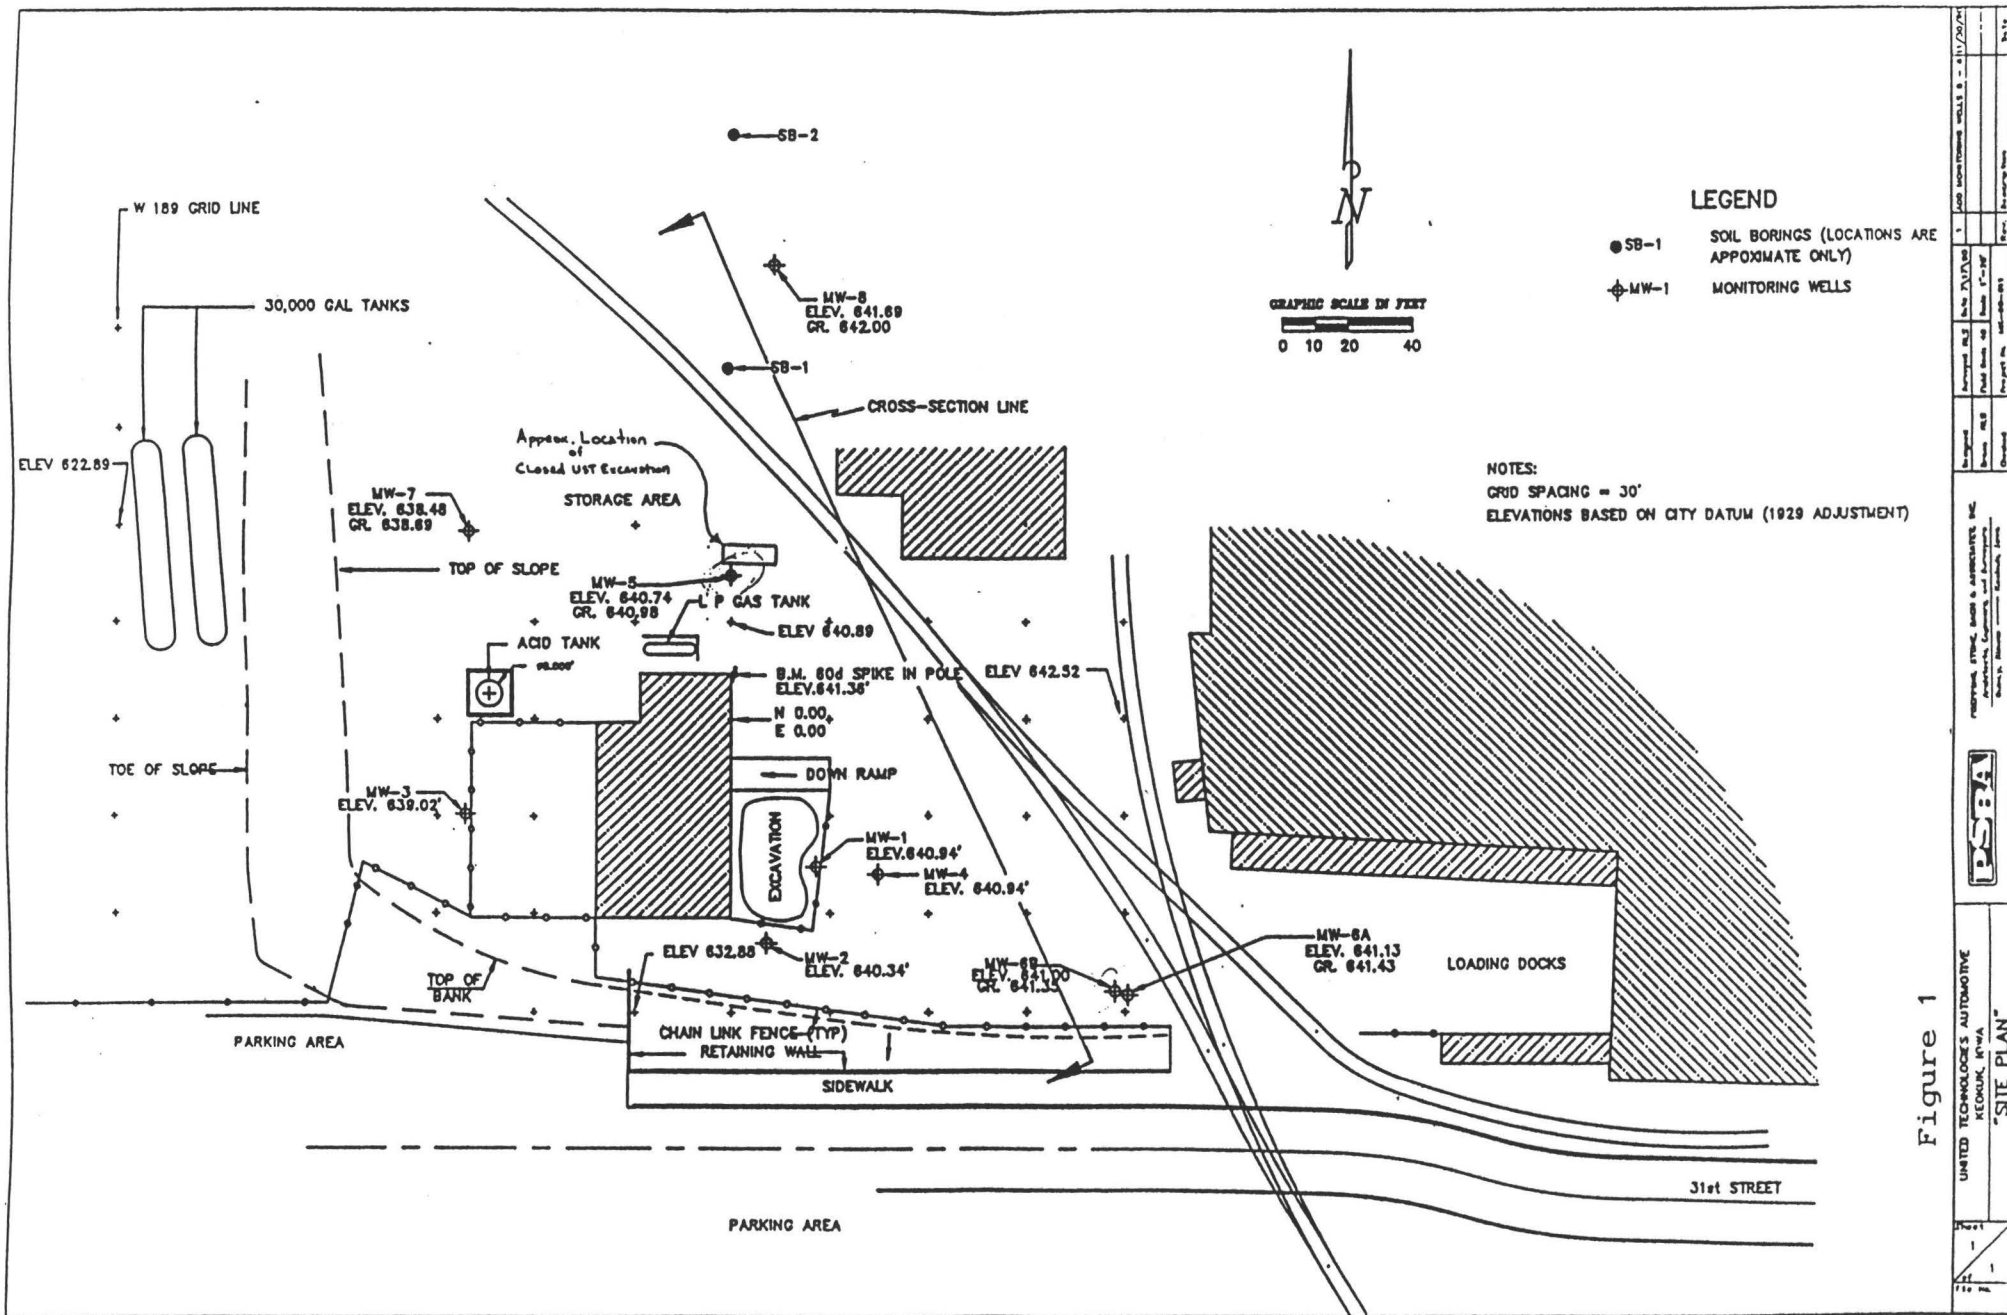 SB-2
W 189 GRID LINE
30,000 GAL TANKS
MW-8
ELEV. 641.69
GR. 642.00
SB-1
CROSS-SECTION LINE
N
GRAPHIC SCALE IN FEET
0 10 20 40
LEGEND
SB-1 SOIL BORINGS (LOCATIONS ARE
APPOXIMATE ONLY)
MW-1 MONITORING WELLS
NOTES:
GRID SPACING = 30'
ELEVATIONS BASED ON CITY DATUM (1929 ADJUSTMENT)
Approx. Location
of
Closed UST Excavation
STORAGE AREA
ELEV 622.89
MW-7
ELEV. 638.48
GR. 638.69
TOP OF SLOPE
MW-5
ELEV. 640.74
GR. 640.98
L P GAS TANK
ELEV 640.89
ACID TANK
B.M. 60d SPIKE IN POLE
ELEV.641.36'
ELEV 642.52
N 0.00
E 0.00
TOE OF SLOPE
DOWN RAMP
MW-3
ELEV. 639.02'
EXCAVATION
MW-1
ELEV.640.94'
MW-4
ELEV. 640.94'
ELEV 632.88
MW-2
ELEV. 640.34'
TOP OF
BANK
MW-6B
ELEV. 641.00
GR. 641.35
MW-6A
ELEV. 641.13
GR. 641.43
LOADING DOCKS
PARKING AREA
CHAIN LINK FENCE (TYP)
RETAINING WALL
SIDEWALK
31st STREET
PARKING AREA
Figure 1
UNITED TECHNOLOGIES AUTOMOTIVE
KEOKUK, IOWA
"SITE PLAN"
Sheet
1
1